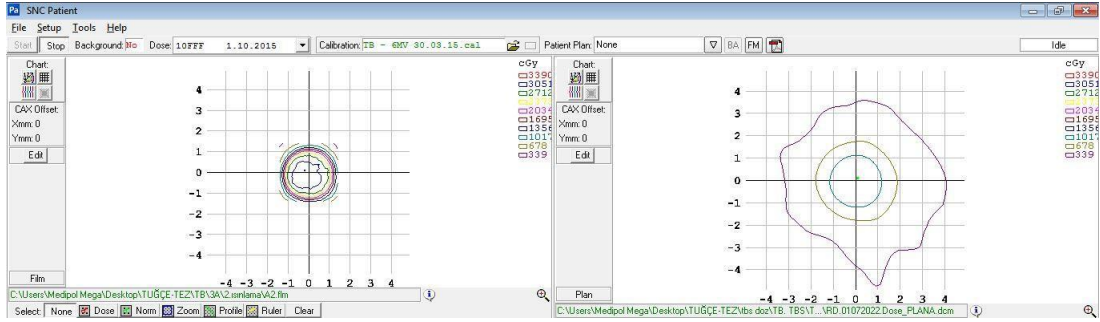 SNC Patient
File Setup Tools Help
Start Stop Background: No Dose: 10FFF 1.10.2015 Calibration: TB - 6MV 30.03.16.cal Patient Plan: None BA FM Idle
Chart:
CAX Offset:
Xmm: 0
Ymm: 0
Edit
Film
4
3
2
1
0
-1
-2
-3
-4
-4 -3 -2 -1 0 1 2 3 4
cGy
3390
3051
2712
2034
1695
1356
1017
678
339
C:\Users\Medipol Mega\Desktop\TUĞÇE-TEZ\TB\3A\2.ısınlama\A2.flm
Select: None Dose Norm Zoom Profile Ruler Clear
Chart:
CAX Offset:
Xmm: 0
Ymm: 0
Edit
Plan
4
3
2
1
0
-1
-2
-3
-4
-4 -3 -2 -1 0 1 2 3 4
cGy
3390
3051
2712
2034
1695
1356
1017
678
339
C:\Users\Medipol Mega\Desktop\TUĞÇE-TEZ\tbs doz\TB. TBS\T...\RD.01072022.Dose_PLANA.dcm